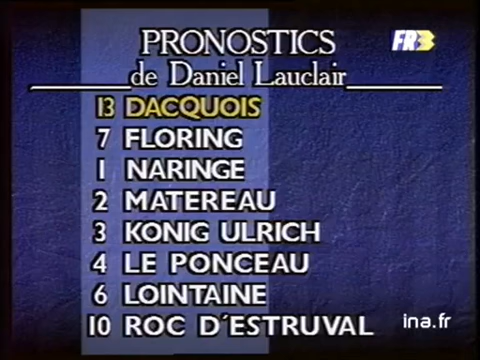 PRONOSTICS
FR3
de Daniel Lauclair
13 DACQUOIS
7 FLORING
1 NARINGE
2 MATEREAU
3 KONIG ULRICH
4 LE PONCEAU
6 LOINTAINE
10 ROC D'ESTRUVAL
ina.fr